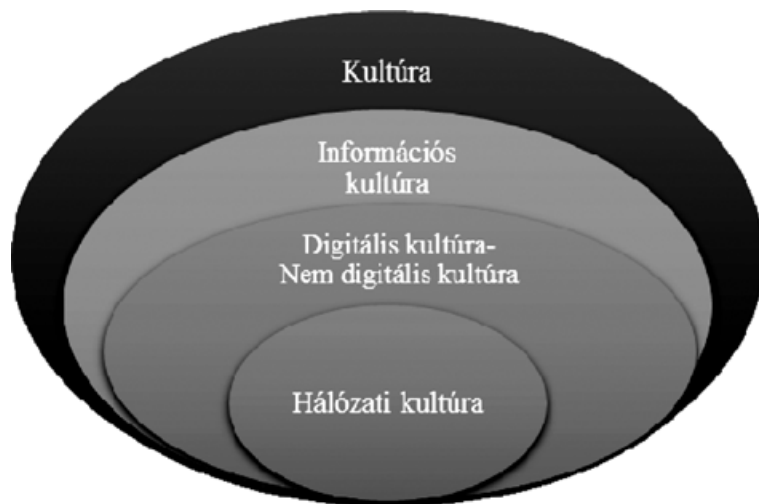 Kultúra
Információs
kultúra
Digitális kultúra-
Nem digitális kultúra
Hálózati kultúra